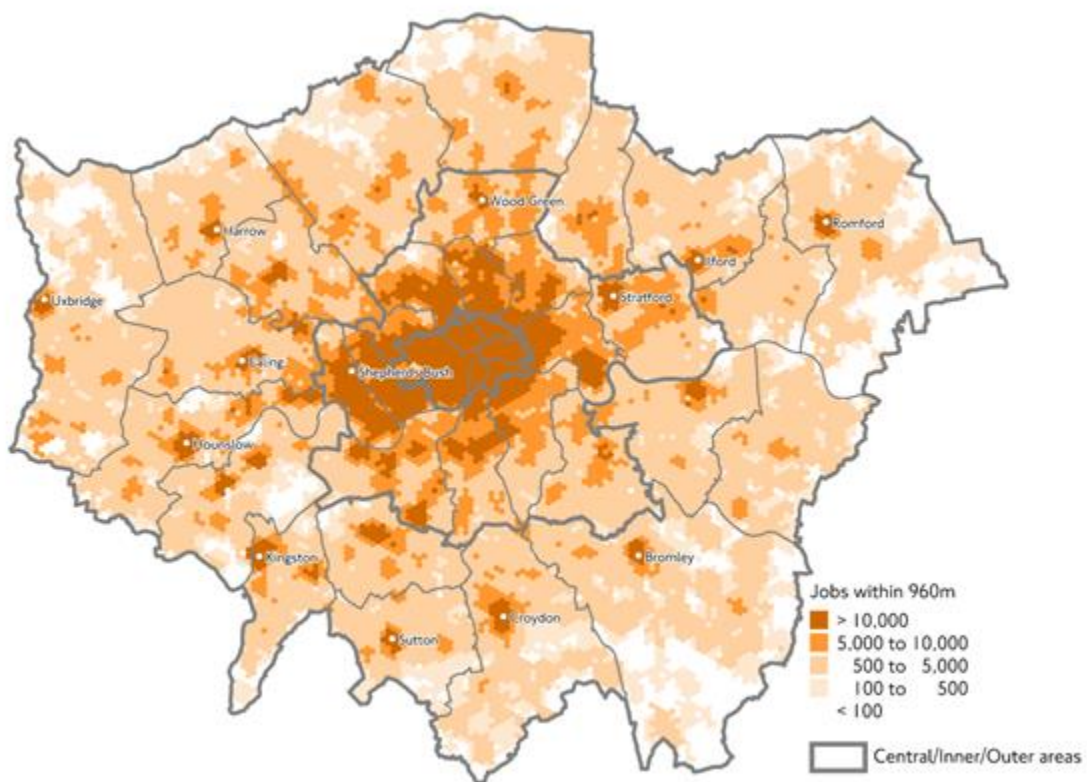 Wood Green
Harrow
Romford
Ilford
Uxbridge
Stratford
Ealing
Shepherds Bush
Hounslow
Kingston
Bromley
Croydon
Sutton
Jobs within 960m
> 10,000
5,000 to 10,000
500 to 5,000
100 to 500
< 100
Central/Inner/Outer areas